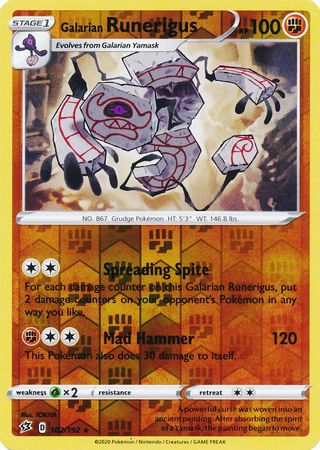 STAGE 1
Galarian Runerigus
HP 100
Evolves from Galarian Yamask
NO. 867 Grudge Pokémon HT: 5'3" WT: 146.8 lbs
Spreading Spite
For each damage counter on this Galarian Runerigus, put
2 damage counters on your opponent's Pokémon in any
way you like.
Mad Hammer 120
This Pokémon also does 30 damage to itself.
weakness ×2 resistance retreat
Illus. TOKIYA
D 102/192 ★
A powerful curse was woven into an
ancient painting. After absorbing the spirit
of a Yamask, the painting began to move.
©2020 Pokémon / Nintendo / Creatures / GAME FREAK